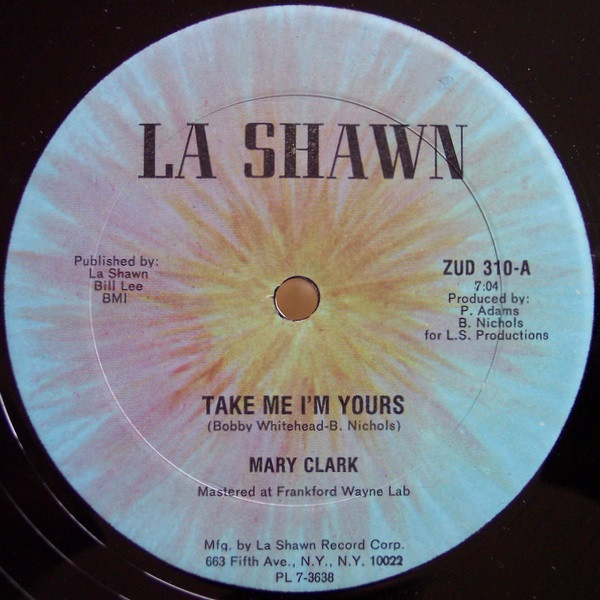 LA SHAWN
Published by:
La Shawn
Bill Lee
BMI
ZUD 310-A
7:04
Produced by:
P. Adams
B. Nichols
for L.S. Productions
TAKE ME I'M YOURS
(Bobby Whitehead-B. Nichols)
MARY CLARK
Mastered at Frankford Wayne Lab
Mfg. by La Shawn Record Corp.
663 Fifth Ave., N.Y., N.Y. 10022
PL 7-3638